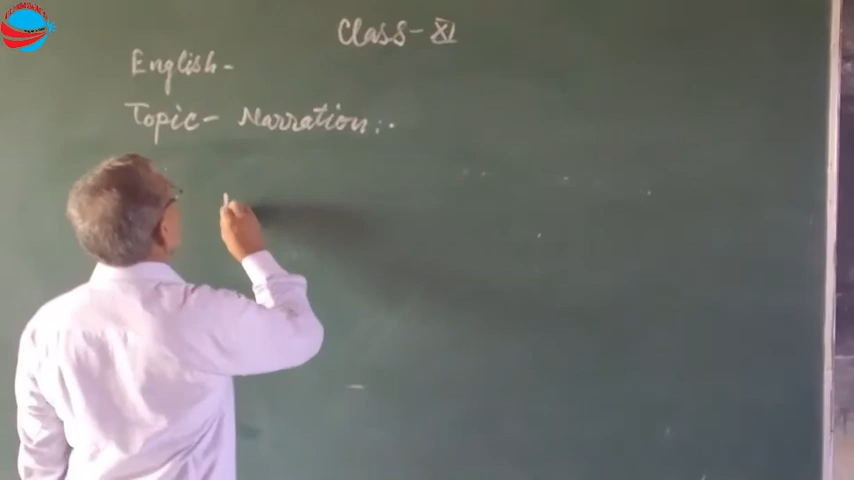 Class - XI
English -
Topic - Narration :.